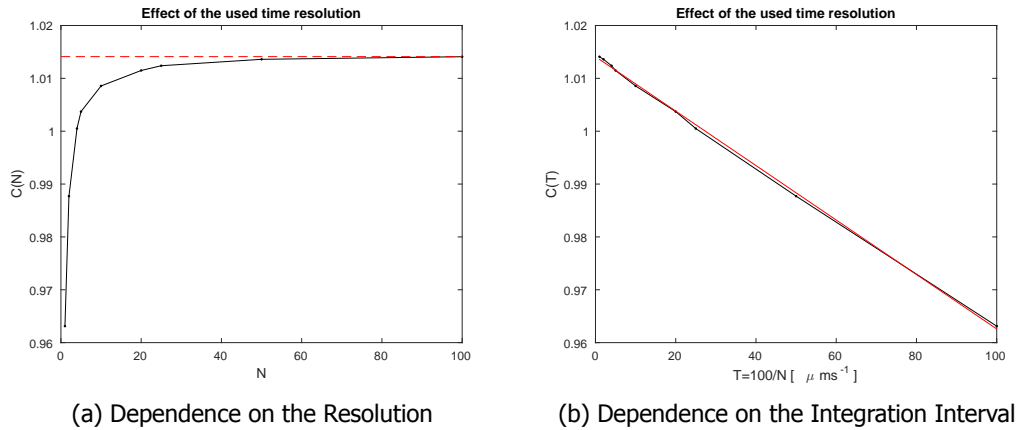 Effect of the used time resolution
1.02
1.01
1
0.99
0.98
0.97
0.96
C(N)
0 20 40 60 80 100
N
(a) Dependence on the Resolution
Effect of the used time resolution
1.02
1.01
1
0.99
0.98
0.97
0.96
C(T)
0 20 40 60 80 100
T=100/N [ μ ms⁻¹ ]
(b) Dependence on the Integration Interval